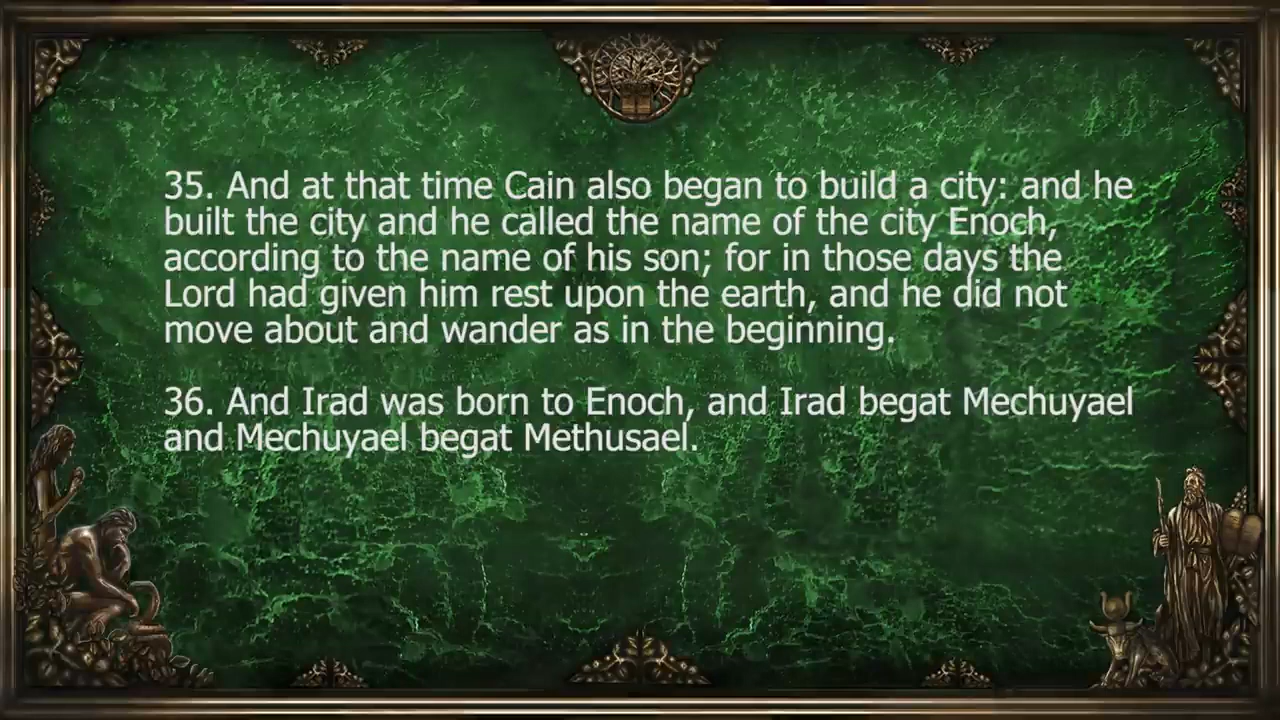 35. And at that time Cain also began to build a city: and he
built the city and he called the name of the city Enoch,
according to the name of his son; for in those days the
Lord had given him rest upon the earth, and he did not
move about and wander as in the beginning.
36. And Irad was born to Enoch, and Irad begat Mechuyael
and Mechuyael begat Methusael.